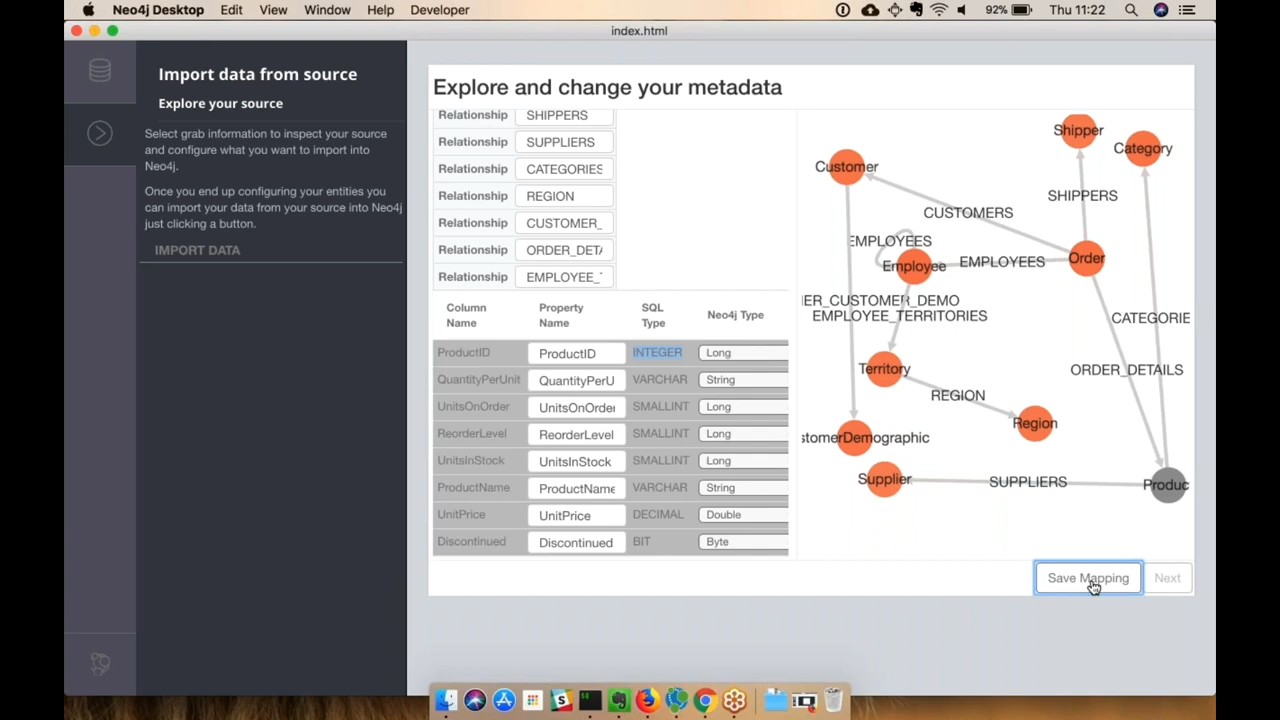 Neo4j Desktop Edit View Window Help Developer 92% Thu 11:22
index.html
Import data from source
Explore your source
Select grab information to inspect your source
and configure what you want to import into
Neo4j.
Once you end up configuring your entities you
can import your data from your source into Neo4j
just clicking a button.
IMPORT DATA
Explore and change your metadata
Relationship SHIPPERS
Relationship SUPPLIERS
Relationship CATEGORIES
Relationship REGION
Relationship CUSTOMER_
Relationship ORDER_DETA
Relationship EMPLOYEE_T
Column Name Property Name SQL Type Neo4j Type
ProductID ProductID INTEGER Long
QuantityPerUnit QuantityPerU VARCHAR String
UnitsOnOrder UnitsOnOrder SMALLINT Long
ReorderLevel ReorderLevel SMALLINT Long
UnitsInStock UnitsInStock SMALLINT Long
ProductName ProductName VARCHAR String
UnitPrice UnitPrice DECIMAL Double
Discontinued Discontinued BIT Byte
Shipper
Category
Customer
SHIPPERS
CUSTOMERS
EMPLOYEES
Employee
EMPLOYEES
Order
ER_CUSTOMER_DEMO
EMPLOYEE_TERRITORIES
CATEGORIE
Territory
ORDER_DETAILS
REGION
Region
stomerDemographic
Supplier
SUPPLIERS
Produc
Save Mapping
Next